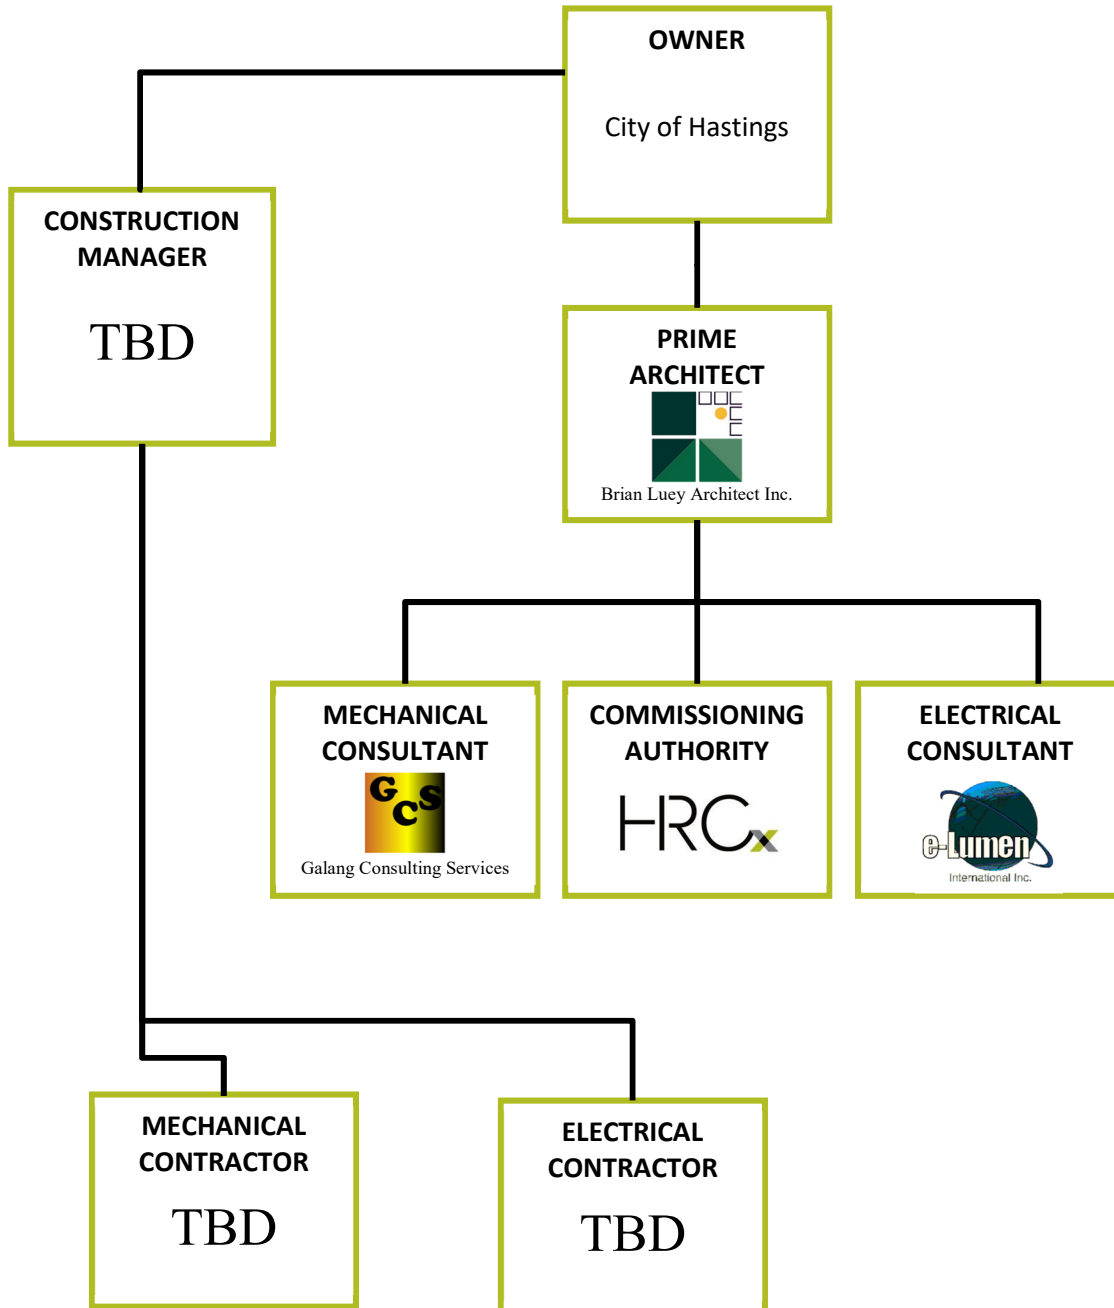 OWNER
City of Hastings
CONSTRUCTION
MANAGER
TBD
PRIME
ARCHITECT
Brian Luey Architect Inc.
MECHANICAL
CONSULTANT
GCS
Galang Consulting Services
COMMISSIONING
AUTHORITY
HRCx
ELECTRICAL
CONSULTANT
e-Lumen
International Inc.
MECHANICAL
CONTRACTOR
TBD
ELECTRICAL
CONTRACTOR
TBD